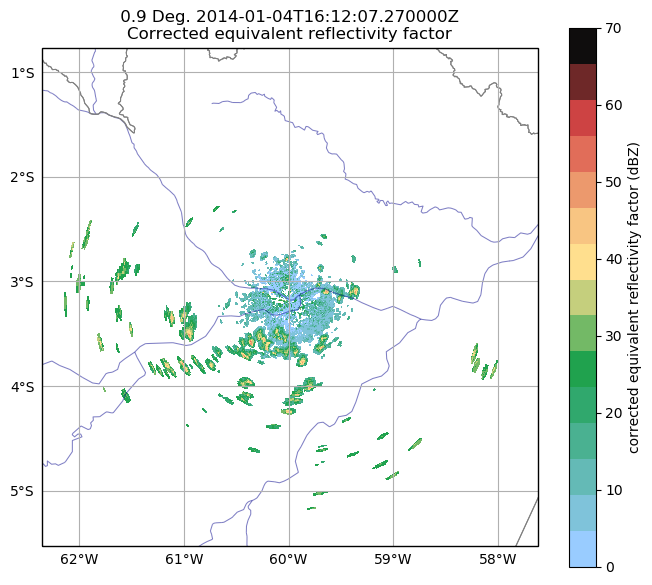 0.9 Deg. 2014-01-04T16:12:07.270000Z
Corrected equivalent reflectivity factor
1°S
2°S
3°S
4°S
5°S
62°W
61°W
60°W
59°W
58°W
70
60
50
40
30
20
10
0
corrected equivalent reflectivity factor (dBZ)